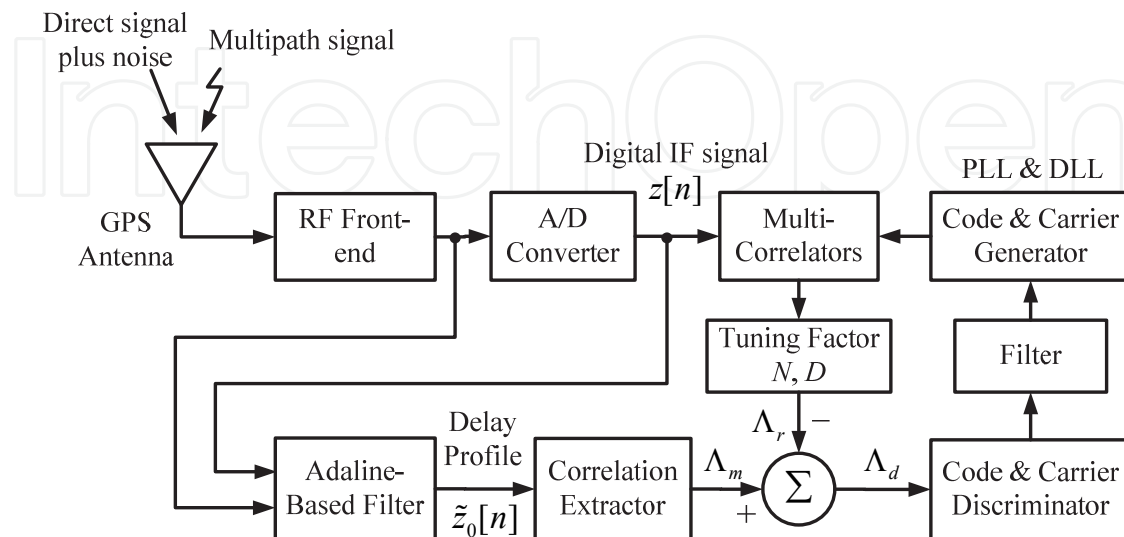 IntechOpen
Direct signal
plus noise
Multipath signal
GPS
Antenna
RF Front-
end
A/D
Converter
Digital IF signal
z[n]
Multi-
Correlators
PLL & DLL
Code & Carrier
Generator
Tuning Factor
N, D
Filter
Λr
−
Adaline-
Based Filter
Delay
Profile
z̃0[n]
Correlation
Extractor
Λm
+
Σ
Λd
Code & Carrier
Discriminator